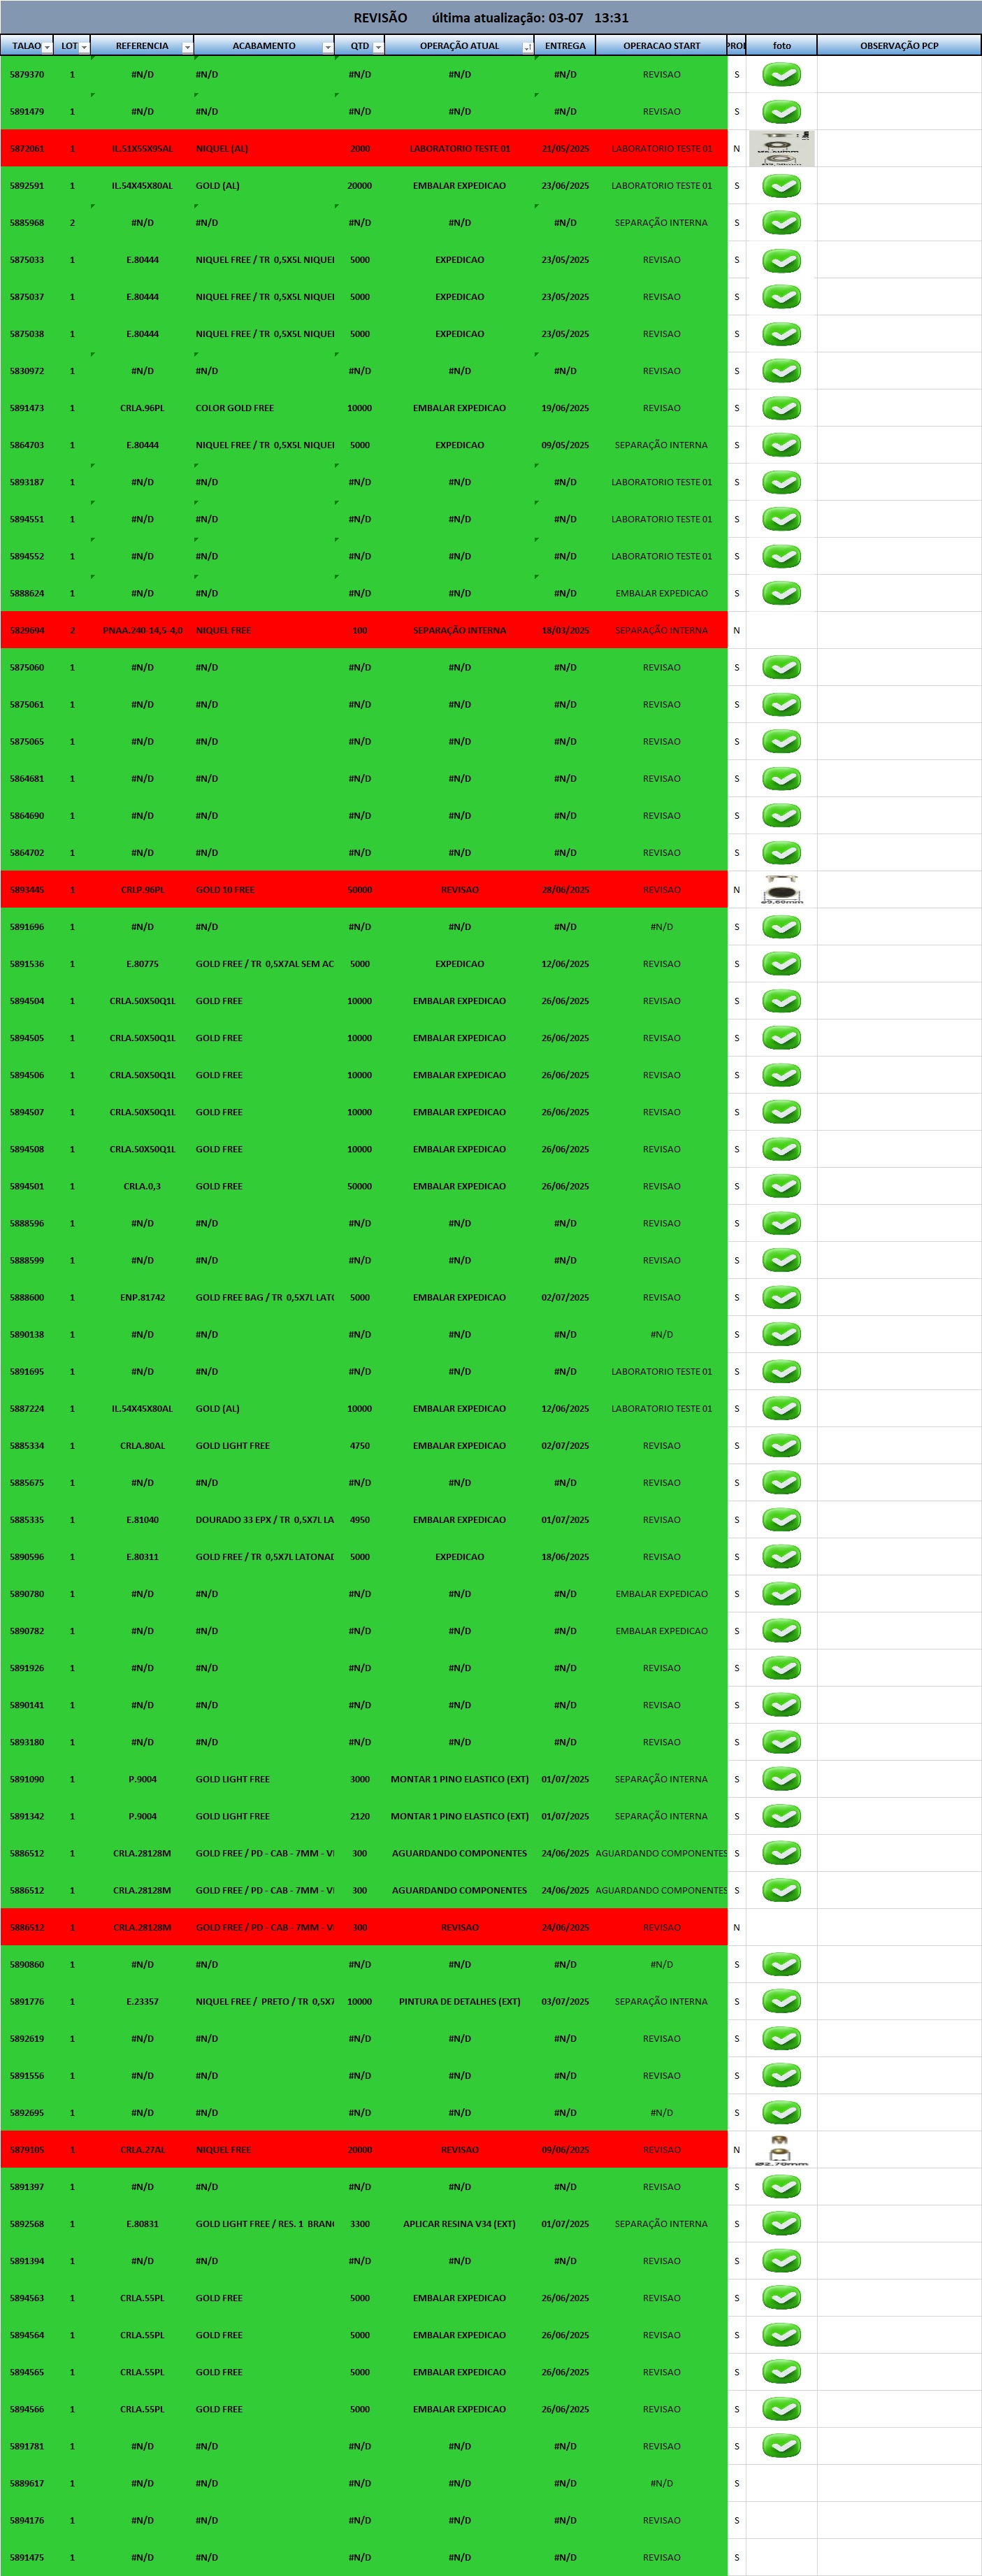 REVISÃO última atualização: 03-07 13:31
TALAO LOT REFERENCIA ACABAMENTO QTD OPERAÇÃO ATUAL ENTREGA OPERACAO START PROI foto OBSERVAÇÃO PCP
5879370 1 #N/D #N/D #N/D #N/D #N/D REVISAO S
5891479 1 #N/D #N/D #N/D #N/D #N/D REVISAO S
5872061 1 IL.51X55X95AL NIQUEL (AL) 2000 LABORATORIO TESTE 01 21/05/2025 LABORATORIO TESTE 01 N
5892591 1 IL.54X45X80AL GOLD (AL) 20000 EMBALAR EXPEDICAO 23/06/2025 LABORATORIO TESTE 01 S
5885968 2 #N/D #N/D #N/D #N/D #N/D SEPARAÇÃO INTERNA S
5875033 1 E.80444 NIQUEL FREE / TR 0,5X5L NIQUEI 5000 EXPEDICAO 23/05/2025 REVISAO S
5875037 1 E.80444 NIQUEL FREE / TR 0,5X5L NIQUEI 5000 EXPEDICAO 23/05/2025 REVISAO S
5875038 1 E.80444 NIQUEL FREE / TR 0,5X5L NIQUEI 5000 EXPEDICAO 23/05/2025 REVISAO S
5830972 1 #N/D #N/D #N/D #N/D #N/D REVISAO S
5891473 1 CRLA.96PL COLOR GOLD FREE 10000 EMBALAR EXPEDICAO 19/06/2025 REVISAO S
5864703 1 E.80444 NIQUEL FREE / TR 0,5X5L NIQUEI 5000 EXPEDICAO 09/05/2025 SEPARAÇÃO INTERNA S
5893187 1 #N/D #N/D #N/D #N/D #N/D LABORATORIO TESTE 01 S
5894551 1 #N/D #N/D #N/D #N/D #N/D LABORATORIO TESTE 01 S
5894552 1 #N/D #N/D #N/D #N/D #N/D LABORATORIO TESTE 01 S
5888624 1 #N/D #N/D #N/D #N/D #N/D EMBALAR EXPEDICAO S
5829694 2 PNAA.240-14,5-4,0 NIQUEL FREE 100 SEPARAÇÃO INTERNA 18/03/2025 SEPARAÇÃO INTERNA N
5875060 1 #N/D #N/D #N/D #N/D #N/D REVISAO S
5875061 1 #N/D #N/D #N/D #N/D #N/D REVISAO S
5875065 1 #N/D #N/D #N/D #N/D #N/D REVISAO S
5864681 1 #N/D #N/D #N/D #N/D #N/D REVISAO S
5864690 1 #N/D #N/D #N/D #N/D #N/D REVISAO S
5864702 1 #N/D #N/D #N/D #N/D #N/D REVISAO S
5893445 1 CRLP.96PL GOLD 10 FREE 50000 REVISAO 28/06/2025 REVISAO N
5891696 1 #N/D #N/D #N/D #N/D #N/D #N/D S
5891536 1 E.80775 GOLD FREE / TR 0,5X7AL SEM AC 5000 EXPEDICAO 12/06/2025 REVISAO S
5894504 1 CRLA.50X50Q1L GOLD FREE 10000 EMBALAR EXPEDICAO 26/06/2025 REVISAO S
5894505 1 CRLA.50X50Q1L GOLD FREE 10000 EMBALAR EXPEDICAO 26/06/2025 REVISAO S
5894506 1 CRLA.50X50Q1L GOLD FREE 10000 EMBALAR EXPEDICAO 26/06/2025 REVISAO S
5894507 1 CRLA.50X50Q1L GOLD FREE 10000 EMBALAR EXPEDICAO 26/06/2025 REVISAO S
5894508 1 CRLA.50X50Q1L GOLD FREE 10000 EMBALAR EXPEDICAO 26/06/2025 REVISAO S
5894501 1 CRLA.0,3 GOLD FREE 50000 EMBALAR EXPEDICAO 26/06/2025 REVISAO S
5888596 1 #N/D #N/D #N/D #N/D #N/D REVISAO S
5888599 1 #N/D #N/D #N/D #N/D #N/D REVISAO S
5888600 1 ENP.81742 GOLD FREE BAG / TR 0,5X7L LATO 5000 EMBALAR EXPEDICAO 02/07/2025 REVISAO S
5890138 1 #N/D #N/D #N/D #N/D #N/D #N/D S
5891695 1 #N/D #N/D #N/D #N/D #N/D LABORATORIO TESTE 01 S
5887224 1 IL.54X45X80AL GOLD (AL) 10000 EMBALAR EXPEDICAO 12/06/2025 LABORATORIO TESTE 01 S
5885334 1 CRLA.80AL GOLD LIGHT FREE 4750 EMBALAR EXPEDICAO 02/07/2025 REVISAO S
5885675 1 #N/D #N/D #N/D #N/D #N/D REVISAO S
5885335 1 E.81040 DOURADO 33 EPX / TR 0,5X7L LA 4950 EMBALAR EXPEDICAO 01/07/2025 REVISAO S
5890596 1 E.80311 GOLD FREE / TR 0,5X7L LATONAD 5000 EXPEDICAO 18/06/2025 REVISAO S
5890780 1 #N/D #N/D #N/D #N/D #N/D EMBALAR EXPEDICAO S
5890782 1 #N/D #N/D #N/D #N/D #N/D EMBALAR EXPEDICAO S
5891926 1 #N/D #N/D #N/D #N/D #N/D REVISAO S
5890141 1 #N/D #N/D #N/D #N/D #N/D REVISAO S
5893180 1 #N/D #N/D #N/D #N/D #N/D REVISAO S
5891090 1 P.9004 GOLD LIGHT FREE 3000 MONTAR 1 PINO ELASTICO (EXT) 01/07/2025 SEPARAÇÃO INTERNA S
5891342 1 P.9004 GOLD LIGHT FREE 2120 MONTAR 1 PINO ELASTICO (EXT) 01/07/2025 SEPARAÇÃO INTERNA S
5886512 1 CRLA.28128M GOLD FREE / PD - CAB - 7MM - VI 300 AGUARDANDO COMPONENTES 24/06/2025 AGUARDANDO COMPONENTES S
5886512 1 CRLA.28128M GOLD FREE / PD - CAB - 7MM - VI 300 AGUARDANDO COMPONENTES 24/06/2025 AGUARDANDO COMPONENTES S
5886512 1 CRLA.28128M GOLD FREE / PD - CAB - 7MM - VI 300 REVISAO 24/06/2025 REVISAO N
5890860 1 #N/D #N/D #N/D #N/D #N/D #N/D S
5891776 1 E.23357 NIQUEL FREE / PRETO / TR 0,5X7 10000 PINTURA DE DETALHES (EXT) 03/07/2025 SEPARAÇÃO INTERNA S
5892619 1 #N/D #N/D #N/D #N/D #N/D REVISAO S
5891556 1 #N/D #N/D #N/D #N/D #N/D REVISAO S
5892695 1 #N/D #N/D #N/D #N/D #N/D #N/D S
5879105 1 CRLA.27AL NIQUEL FREE 20000 REVISAO 09/06/2025 REVISAO N Ø2.70mm
5891397 1 #N/D #N/D #N/D #N/D #N/D REVISAO S
5892568 1 E.80831 GOLD LIGHT FREE / RES. 1 BRAN 3300 APLICAR RESINA V34 (EXT) 01/07/2025 SEPARAÇÃO INTERNA S
5891394 1 #N/D #N/D #N/D #N/D #N/D REVISAO S
5894563 1 CRLA.55PL GOLD FREE 5000 EMBALAR EXPEDICAO 26/06/2025 REVISAO S
5894564 1 CRLA.55PL GOLD FREE 5000 EMBALAR EXPEDICAO 26/06/2025 REVISAO S
5894565 1 CRLA.55PL GOLD FREE 5000 EMBALAR EXPEDICAO 26/06/2025 REVISAO S
5894566 1 CRLA.55PL GOLD FREE 5000 EMBALAR EXPEDICAO 26/06/2025 REVISAO S
5891781 1 #N/D #N/D #N/D #N/D #N/D REVISAO S
5889617 1 #N/D #N/D #N/D #N/D #N/D #N/D S
5894176 1 #N/D #N/D #N/D #N/D #N/D REVISAO S
5891475 1 #N/D #N/D #N/D #N/D #N/D REVISAO S